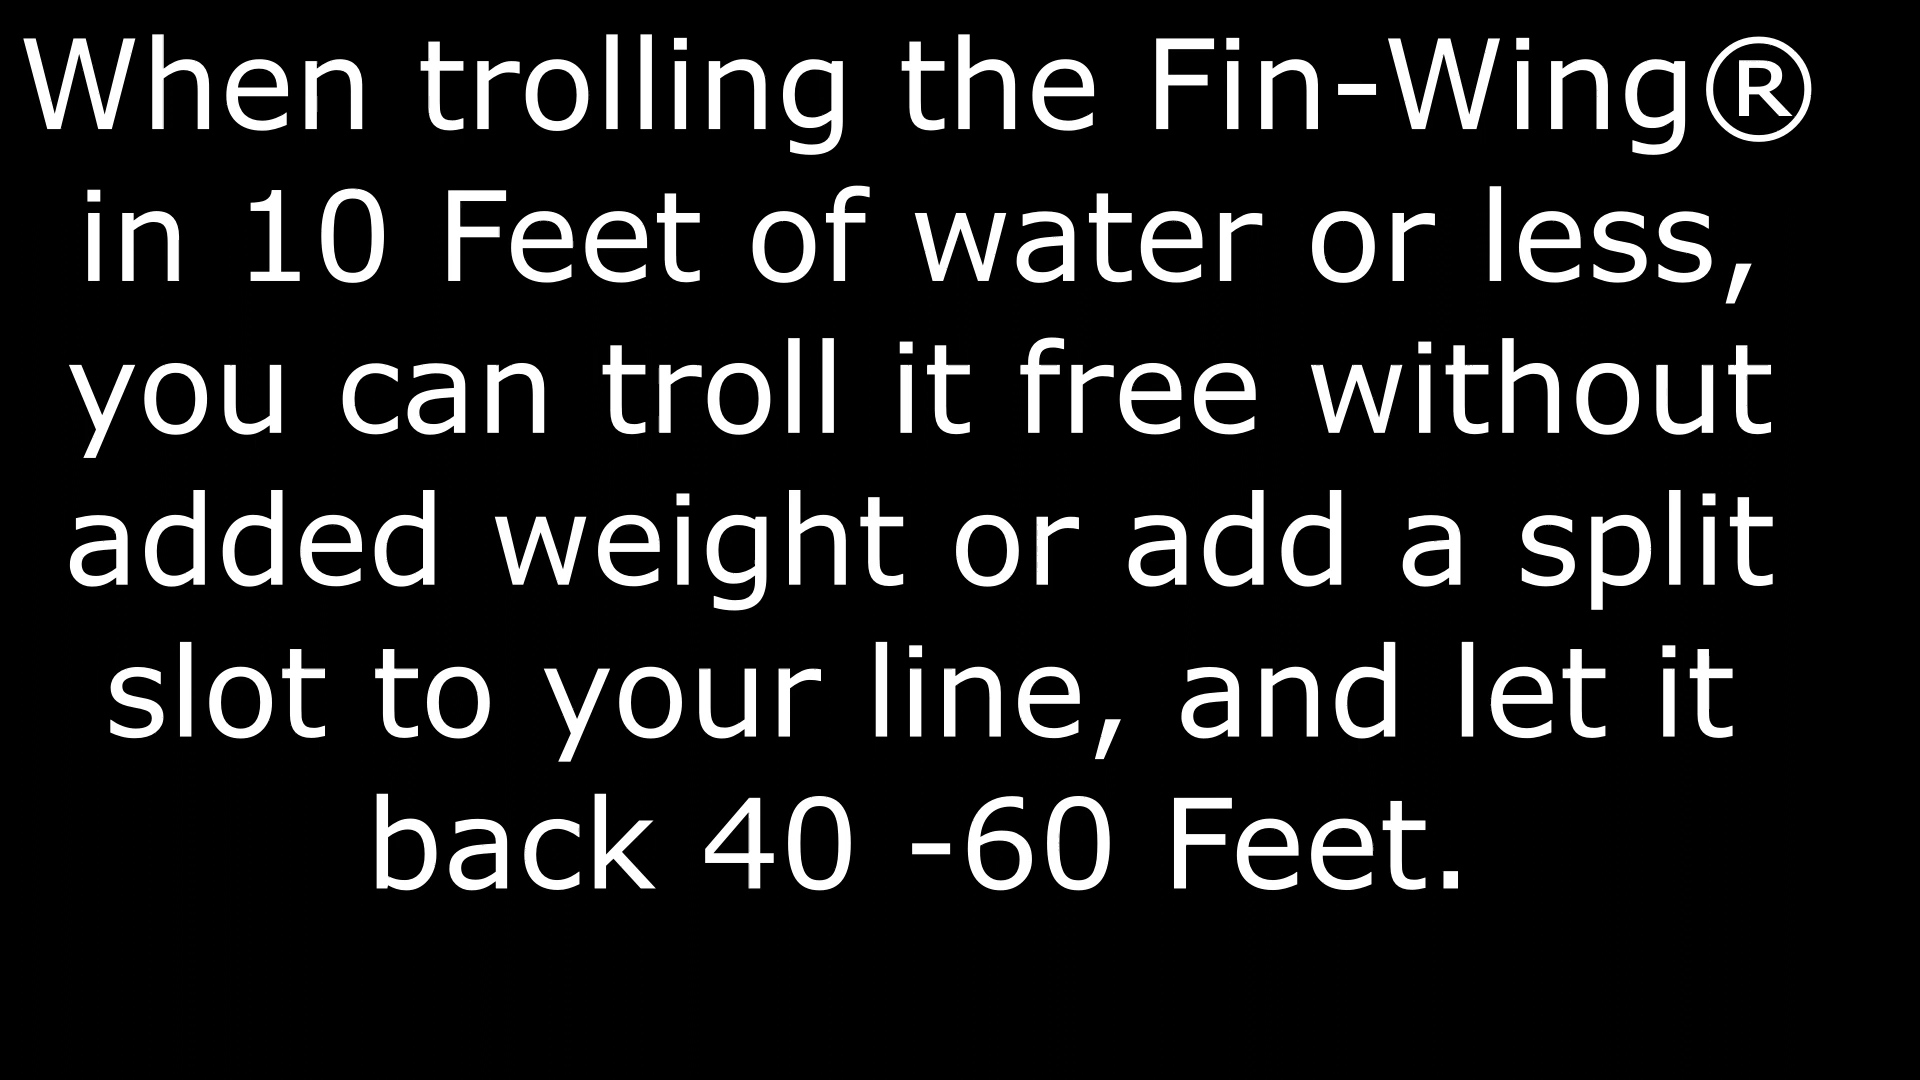 When trolling the Fin-Wing®
in 10 Feet of water or less,
you can troll it free without
added weight or add a split
slot to your line, and let it
back 40 -60 Feet.